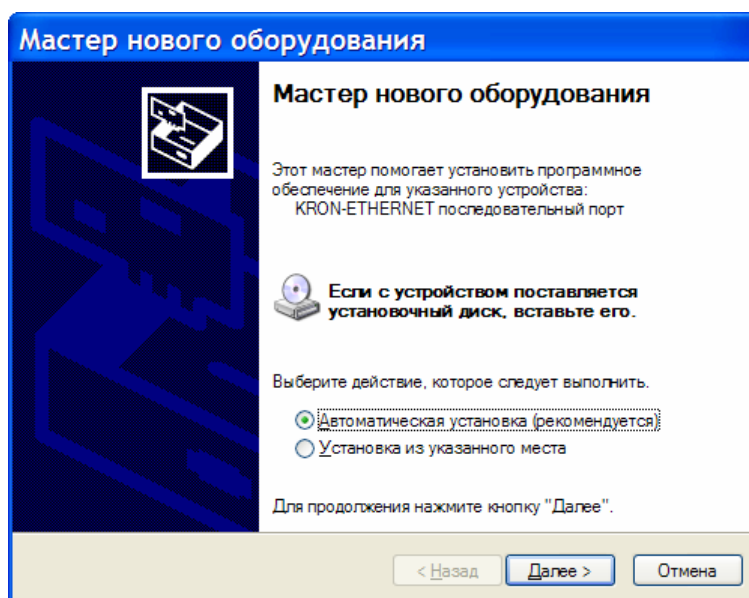 Мастер нового оборудования
Мастер нового оборудования
Этот мастер помогает установить программное
обеспечение для указанного устройства:
KRON-ETHERNET последовательный порт
Если с устройством поставляется
установочный диск, вставьте его.
Выберите действие, которое следует выполнить.
Автоматическая установка (рекомендуется)
Установка из указанного места
Для продолжения нажмите кнопку "Далее".
< Назад Далее > Отмена